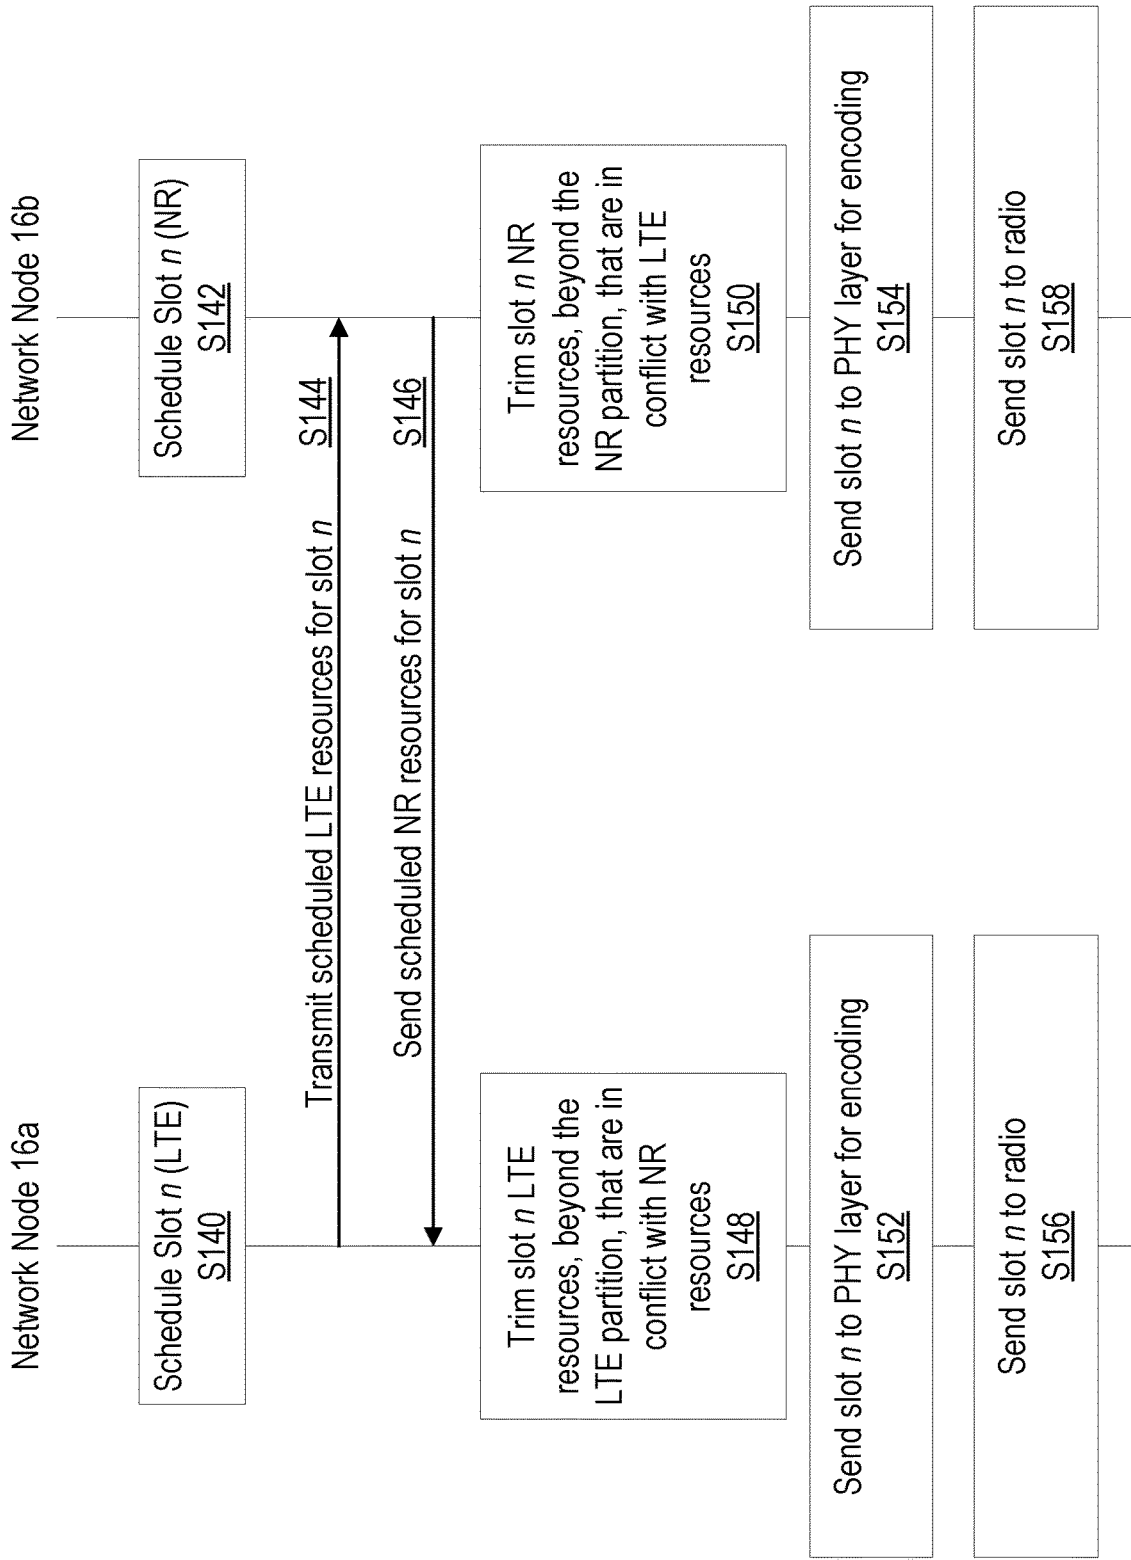 Network Node 16a
Network Node 16b
Schedule Slot n (LTE)
S140
Schedule Slot n (NR)
S142
Transmit scheduled LTE resources for slot n
S144
Send scheduled NR resources for slot n
S146
Trim slot n LTE
resources, beyond the
LTE partition, that are in
conflict with NR
resources
S148
Trim slot n NR
resources, beyond the
NR partition, that are in
conflict with LTE
resources
S150
Send slot n to PHY layer for encoding
S152
Send slot n to PHY layer for encoding
S154
Send slot n to radio
S156
Send slot n to radio
S158